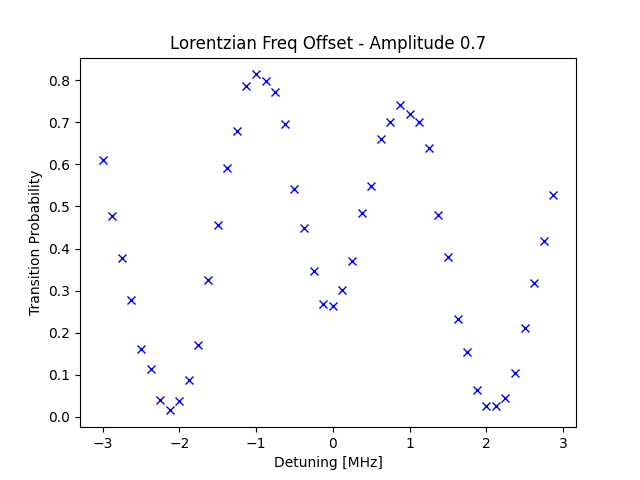 Lorentzian Freq Offset - Amplitude 0.7
Transition Probability
0.8
0.7
0.6
0.5
0.4
0.3
0.2
0.1
0.0
−3 −2 −1 0 1 2 3
Detuning [MHz]